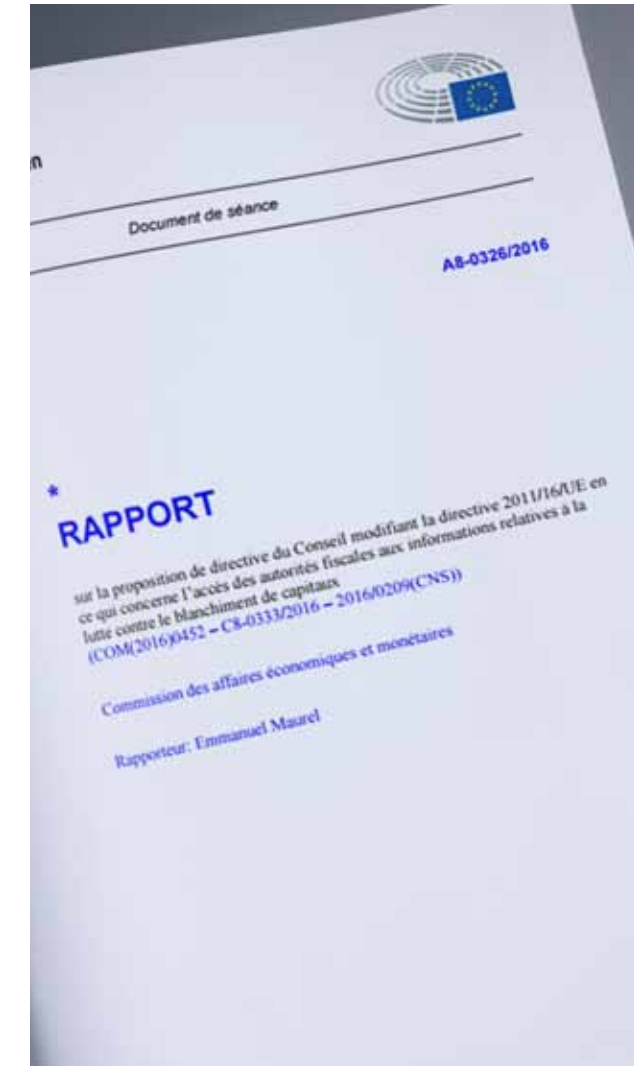 n
Document de séance
A8-0326/2016
*
RAPPORT
sur la proposition de directive du Conseil modifiant la directive 2011/16/UE en
ce qui concerne l'accès des autorités fiscales aux informations relatives à la
lutte contre le blanchiment de capitaux
(COM(2016)0452 – C8-0333/2016 – 2016/0209(CNS))
Commission des affaires économiques et monétaires
Rapporteur: Emmanuel Maurel